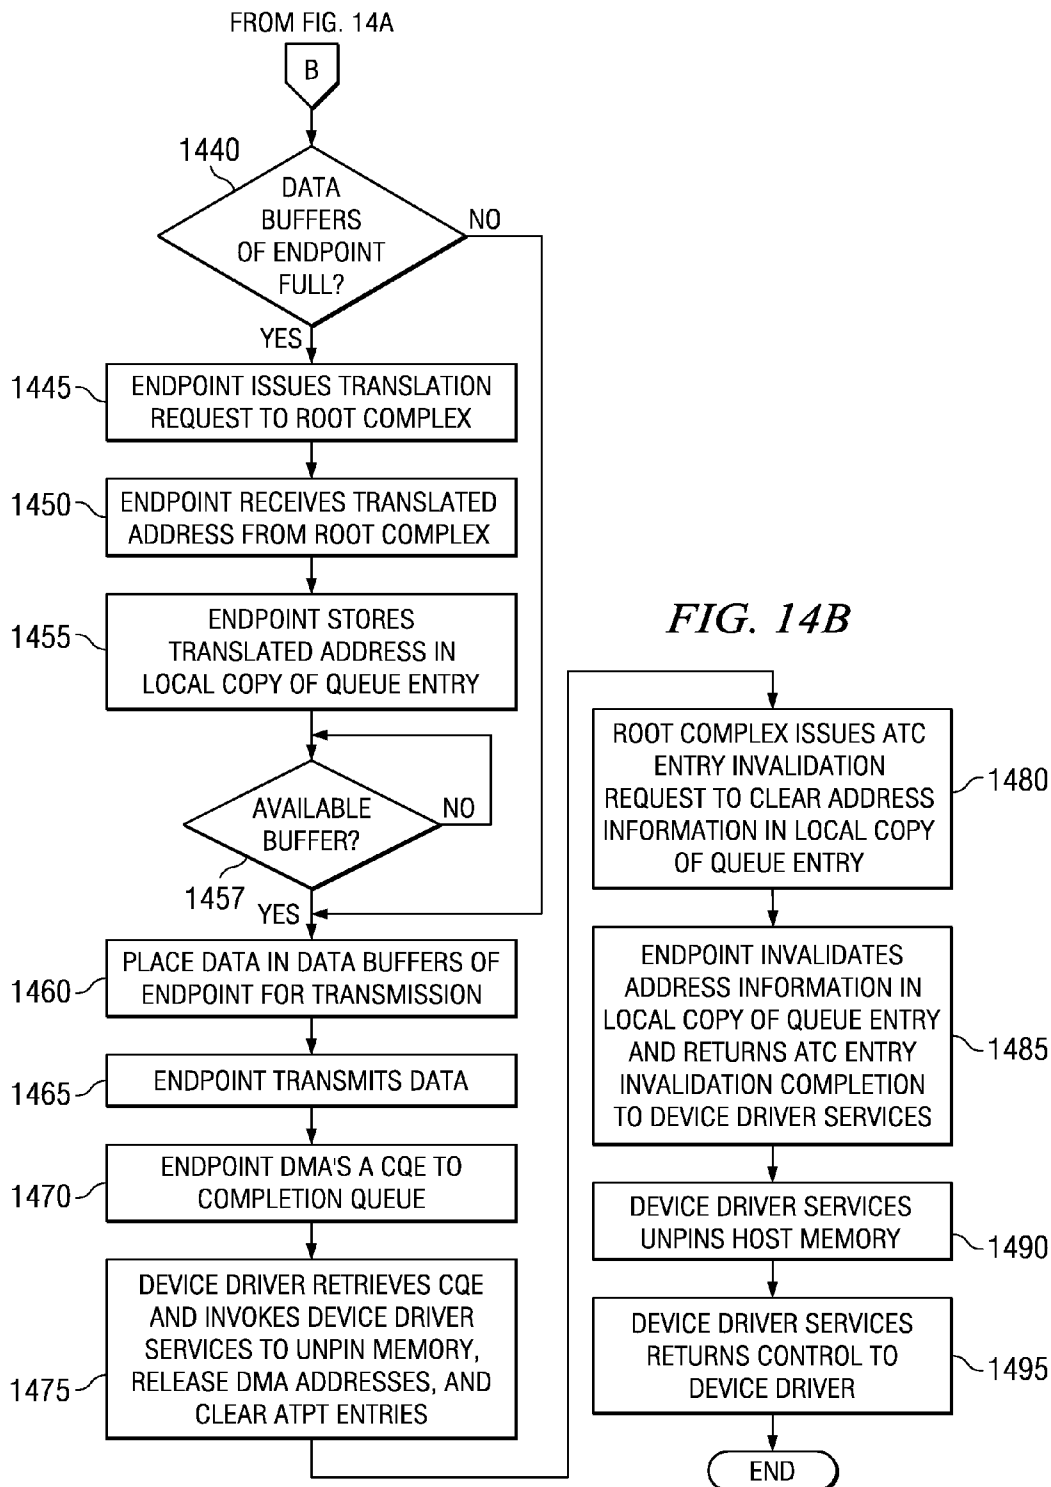 FROM FIG. 14A
B
1440
DATA
BUFFERS
OF ENDPOINT
FULL?
NO
YES
1445
ENDPOINT ISSUES TRANSLATION
REQUEST TO ROOT COMPLEX
1450
ENDPOINT RECEIVES TRANSLATED
ADDRESS FROM ROOT COMPLEX
1455
ENDPOINT STORES
TRANSLATED ADDRESS IN
LOCAL COPY OF QUEUE ENTRY
AVAILABLE
BUFFER?
NO
1457
YES
1460
PLACE DATA IN DATA BUFFERS OF
ENDPOINT FOR TRANSMISSION
1465
ENDPOINT TRANSMITS DATA
1470
ENDPOINT DMA'S A CQE TO
COMPLETION QUEUE
1475
DEVICE DRIVER RETRIEVES CQE
AND INVOKES DEVICE DRIVER
SERVICES TO UNPIN MEMORY,
RELEASE DMA ADDRESSES, AND
CLEAR ATPT ENTRIES
FIG. 14B
ROOT COMPLEX ISSUES ATC
ENTRY INVALIDATION
REQUEST TO CLEAR ADDRESS
INFORMATION IN LOCAL COPY
OF QUEUE ENTRY
1480
ENDPOINT INVALIDATES
ADDRESS INFORMATION IN
LOCAL COPY OF QUEUE ENTRY
AND RETURNS ATC ENTRY
INVALIDATION COMPLETION
TO DEVICE DRIVER SERVICES
1485
DEVICE DRIVER SERVICES
UNPINS HOST MEMORY
1490
DEVICE DRIVER SERVICES
RETURNS CONTROL TO
DEVICE DRIVER
1495
END